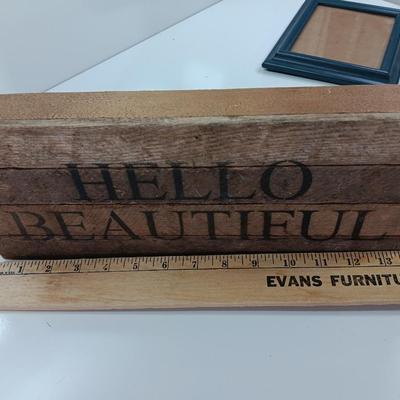 HELLO
BEAUTIFUL
1 2 3 4 5 6 7 8 9 10 11 12 13
EVANS FURNITU